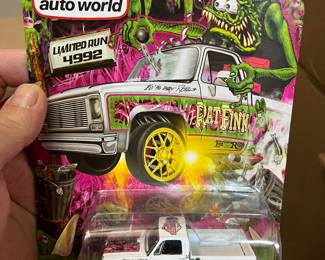 auto world
LIMITED RUN
4992
RAT FINK